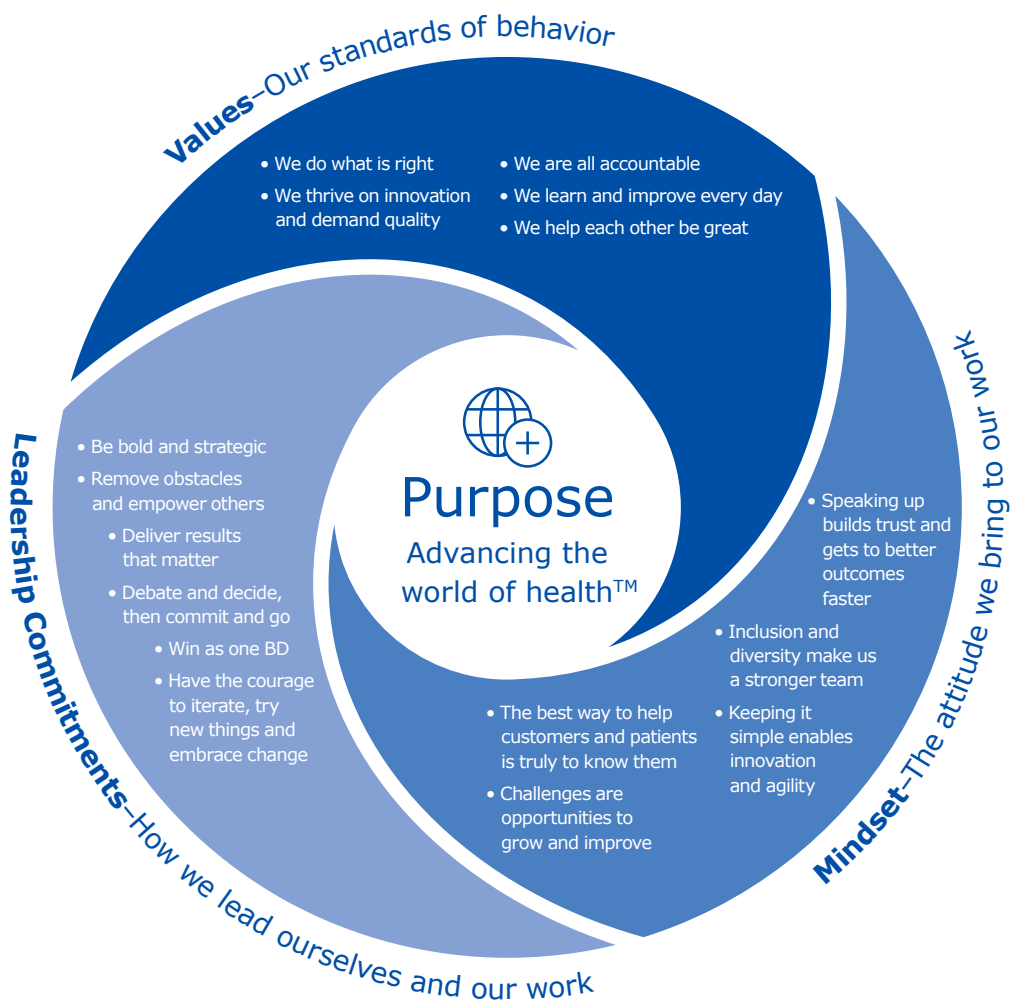 Values–Our standards of behavior
• We do what is right
• We thrive on innovation
and demand quality
• We are all accountable
• We learn and improve every day
• We help each other be great
Mindset–The attitude we bring to our work
• Speaking up
builds trust and
gets to better
outcomes
faster
• Inclusion and
diversity make us
a stronger team
• Keeping it
simple enables
innovation
and agility
• The best way to help
customers and patients
is truly to know them
• Challenges are
opportunities to
grow and improve
Leadership Commitments–How we lead ourselves and our work
• Be bold and strategic
• Remove obstacles
and empower others
• Deliver results
that matter
• Debate and decide,
then commit and go
• Win as one BD
• Have the courage
to iterate, try
new things and
embrace change
Purpose
Advancing the
world of health™